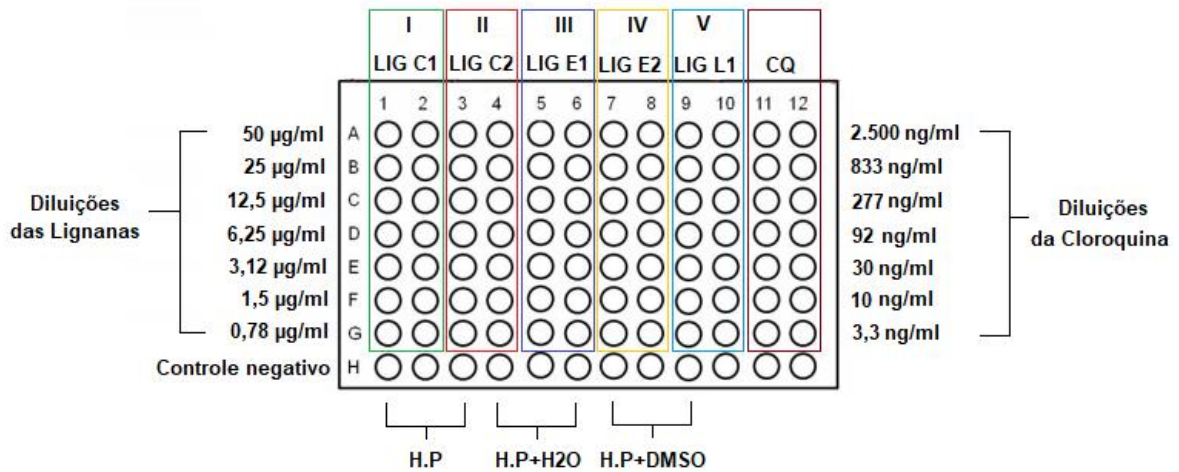 I II III IV V
LIG C1 LIG C2 LIG E1 LIG E2 LIG L1 CQ
1 2 3 4 5 6 7 8 9 10 11 12
50 µg/ml A 2.500 ng/ml
25 µg/ml B 833 ng/ml
12,5 µg/ml C 277 ng/ml
Diluições das Lignanas
6,25 µg/ml D 92 ng/ml
Diluições da Cloroquina
3,12 µg/ml E 30 ng/ml
1,5 µg/ml F 10 ng/ml
0,78 µg/ml G 3,3 ng/ml
Controle negativo H
H.P H.P+H2O H.P+DMSO